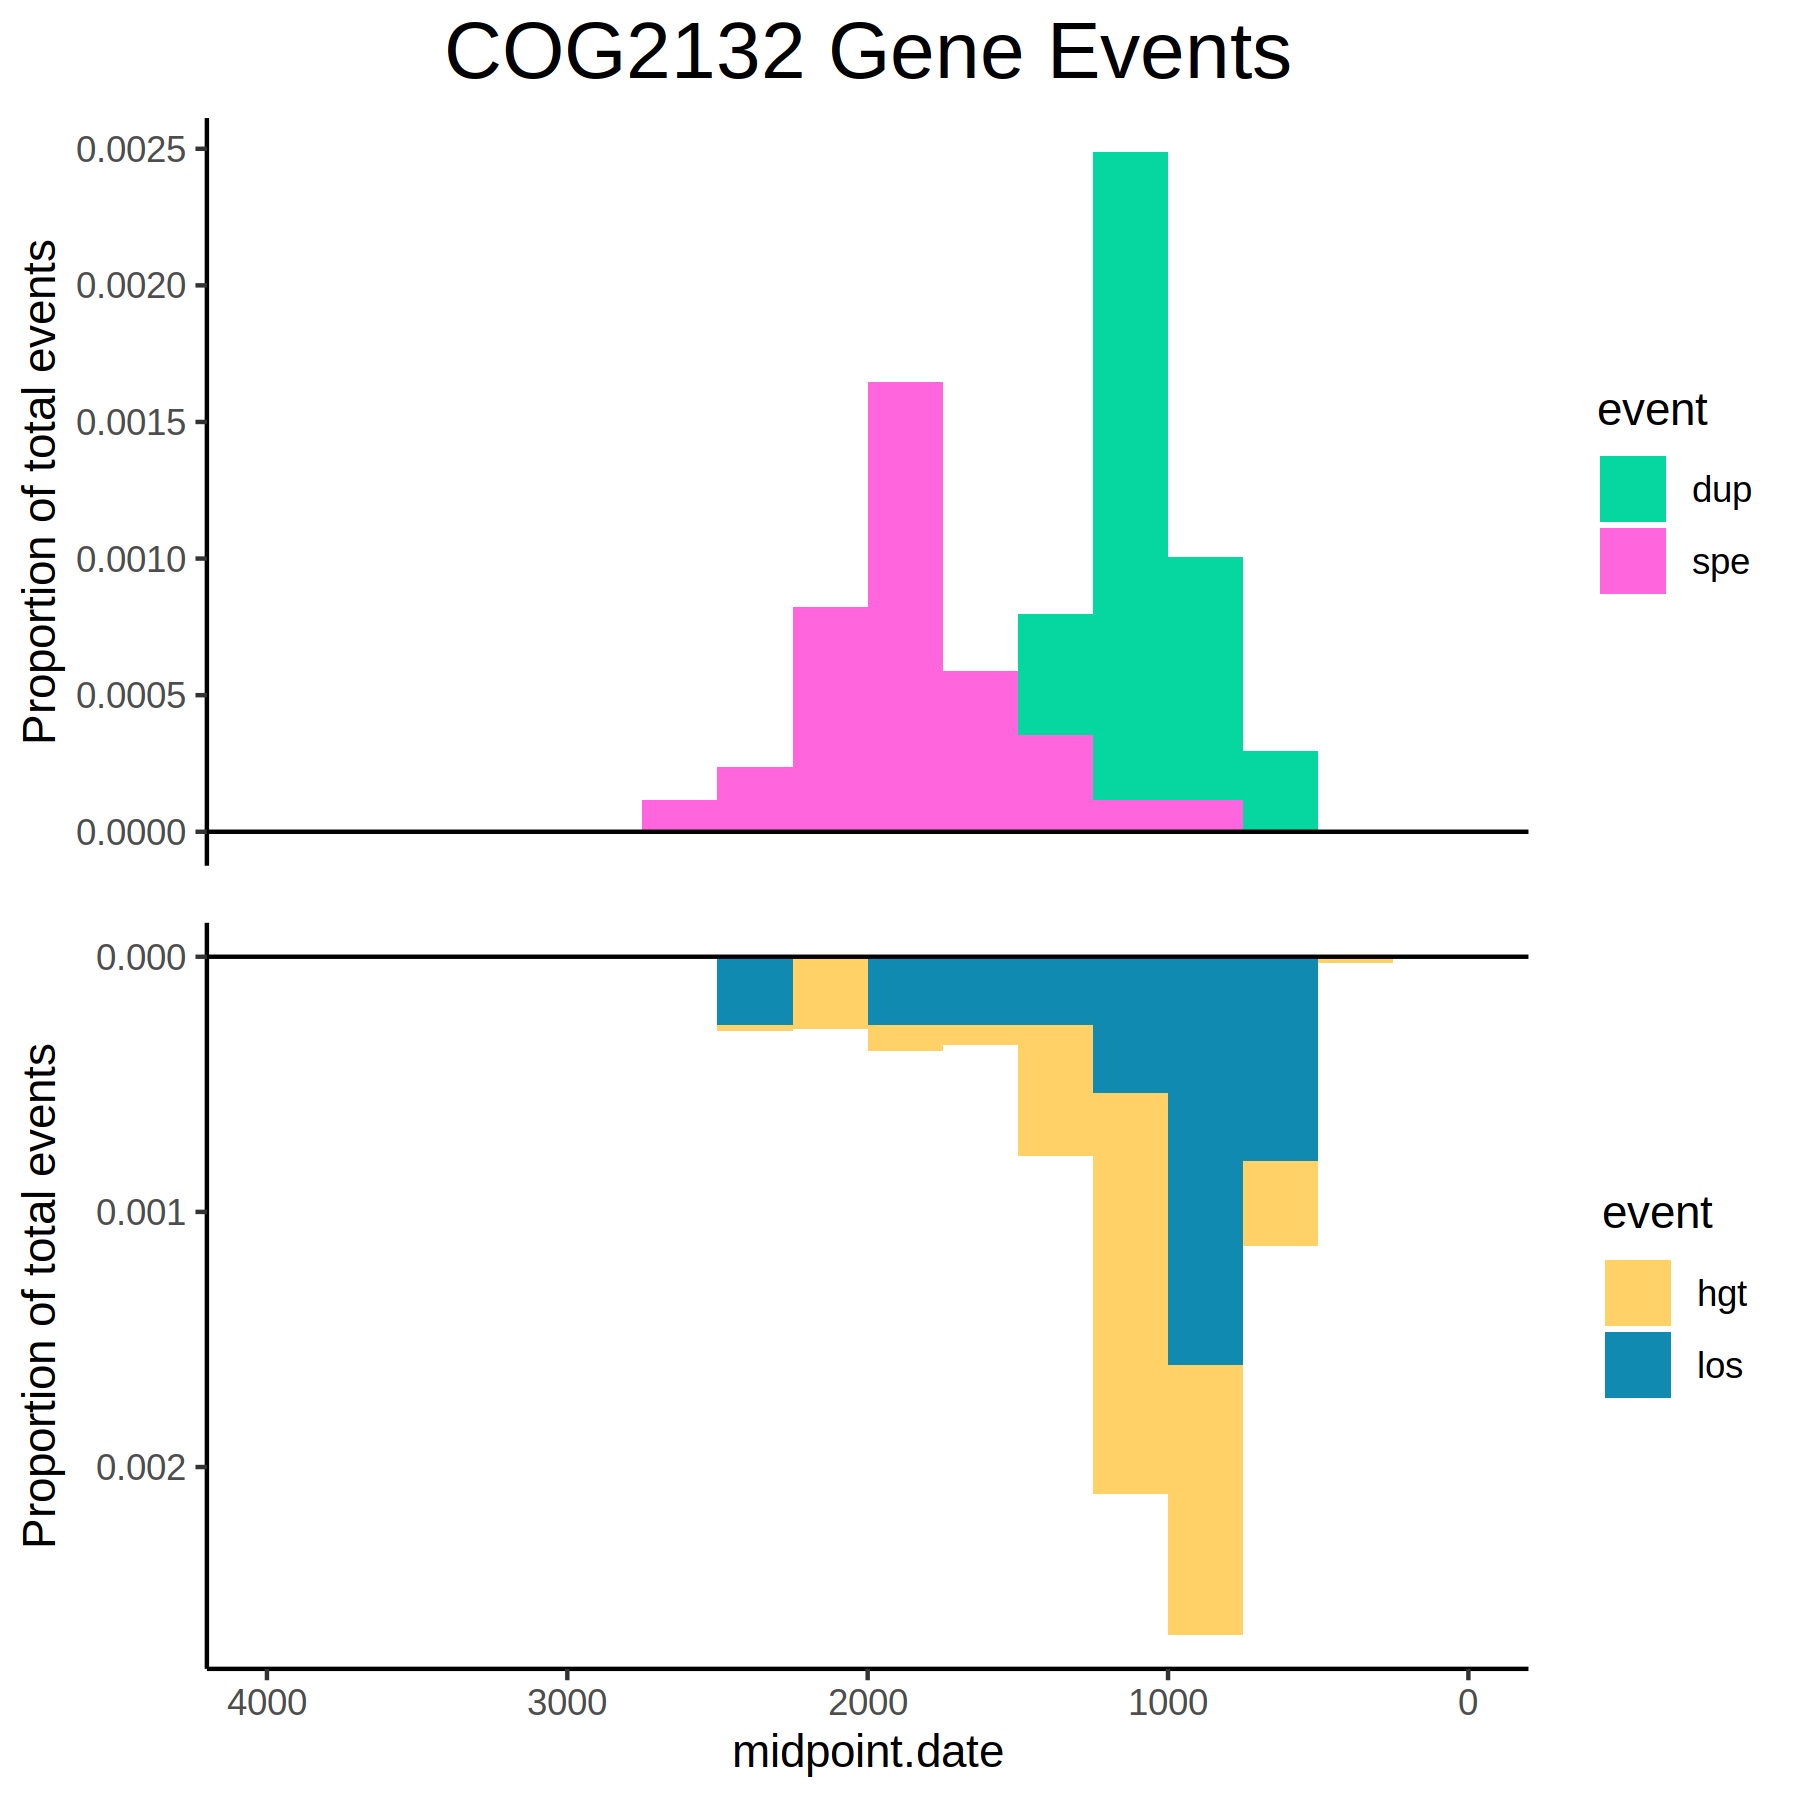 COG2132 Gene Events
Proportion of total events
0.0025
0.0020
0.0015
0.0010
0.0005
0.0000
event
dup
spe
Proportion of total events
0.000
0.001
0.002
event
hgt
los
4000 3000 2000 1000 0
midpoint.date